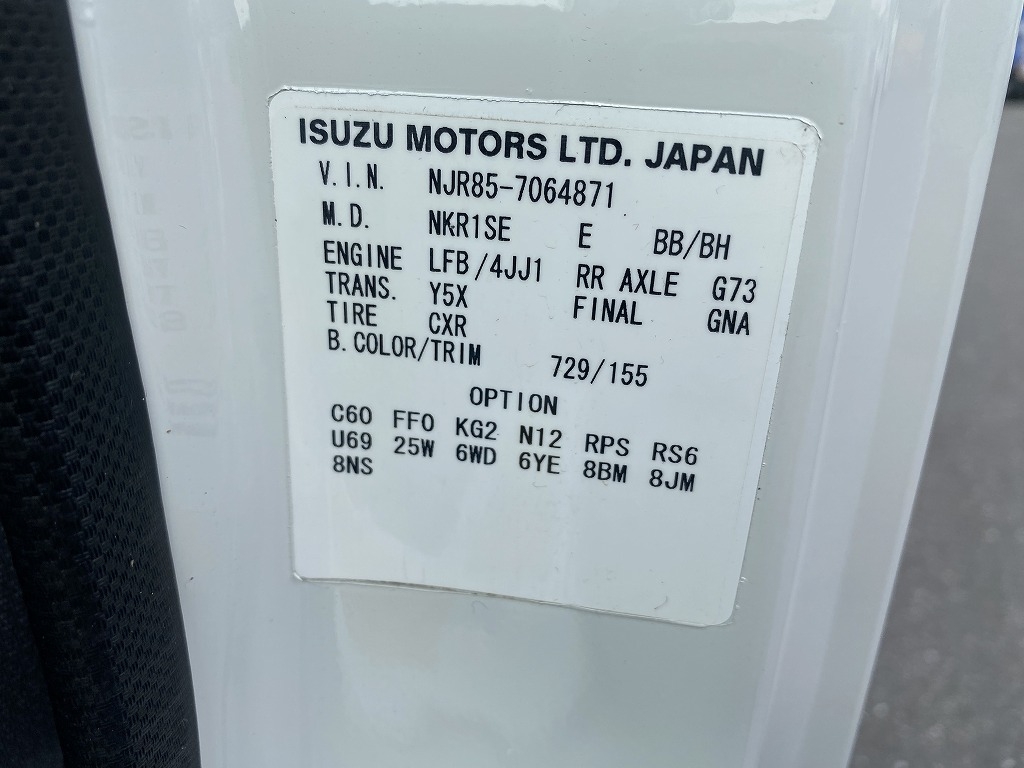 ISUZU MOTORS LTD. JAPAN
V.I.N. NJR85-7064871
M.D. NKR1SE E BB/BH
ENGINE LFB/4JJ1 RR AXLE G73
TRANS. Y5X FINAL GNA
TIRE CXR
B.COLOR/TRIM 729/155
OPTION
C60 FF0 KG2 N12 RPS RS6
U69 25W 6WD 6YE 8BM 8JM
8NS